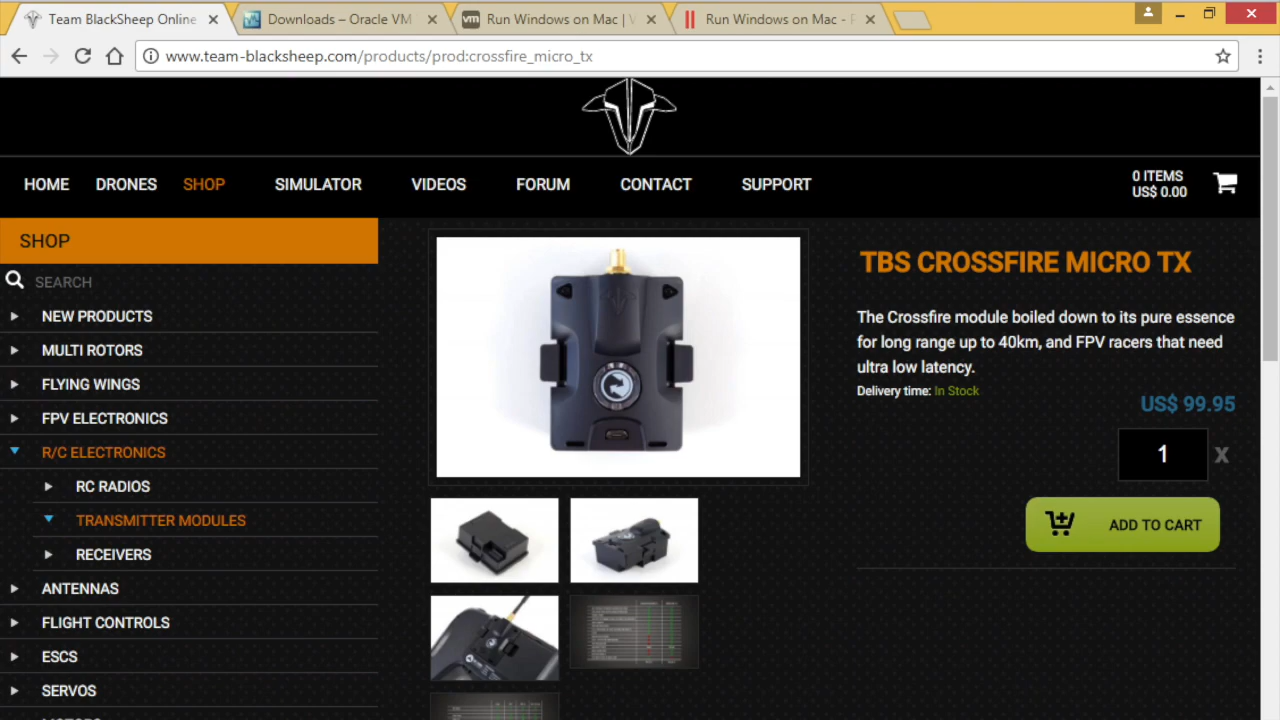 Team BlackSheep Online
Downloads – Oracle VM
Run Windows on Mac | V
Run Windows on Mac -
www.team-blacksheep.com/products/prod:crossfire_micro_tx
HOME DRONES SHOP SIMULATOR VIDEOS FORUM CONTACT SUPPORT
0 ITEMS
US$ 0.00
SHOP
SEARCH
NEW PRODUCTS
MULTI ROTORS
FLYING WINGS
FPV ELECTRONICS
R/C ELECTRONICS
RC RADIOS
TRANSMITTER MODULES
RECEIVERS
ANTENNAS
FLIGHT CONTROLS
ESCS
SERVOS
TBS CROSSFIRE MICRO TX
The Crossfire module boiled down to its pure essence
for long range up to 40km, and FPV racers that need
ultra low latency.
Delivery time: In Stock
US$ 99.95
1 X
ADD TO CART